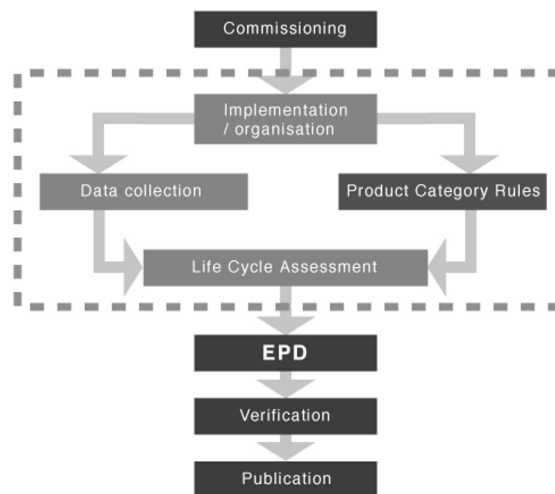 Commissioning
Implementation
/ organisation
Data collection
Product Category Rules
Life Cycle Assessment
EPD
Verification
Publication